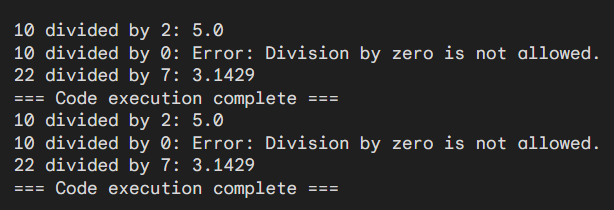 10 divided by 2: 5.0
10 divided by 0: Error: Division by zero is not allowed.
22 divided by 7: 3.1429
=== Code execution complete ===
10 divided by 2: 5.0
10 divided by 0: Error: Division by zero is not allowed.
22 divided by 7: 3.1429
=== Code execution complete ===